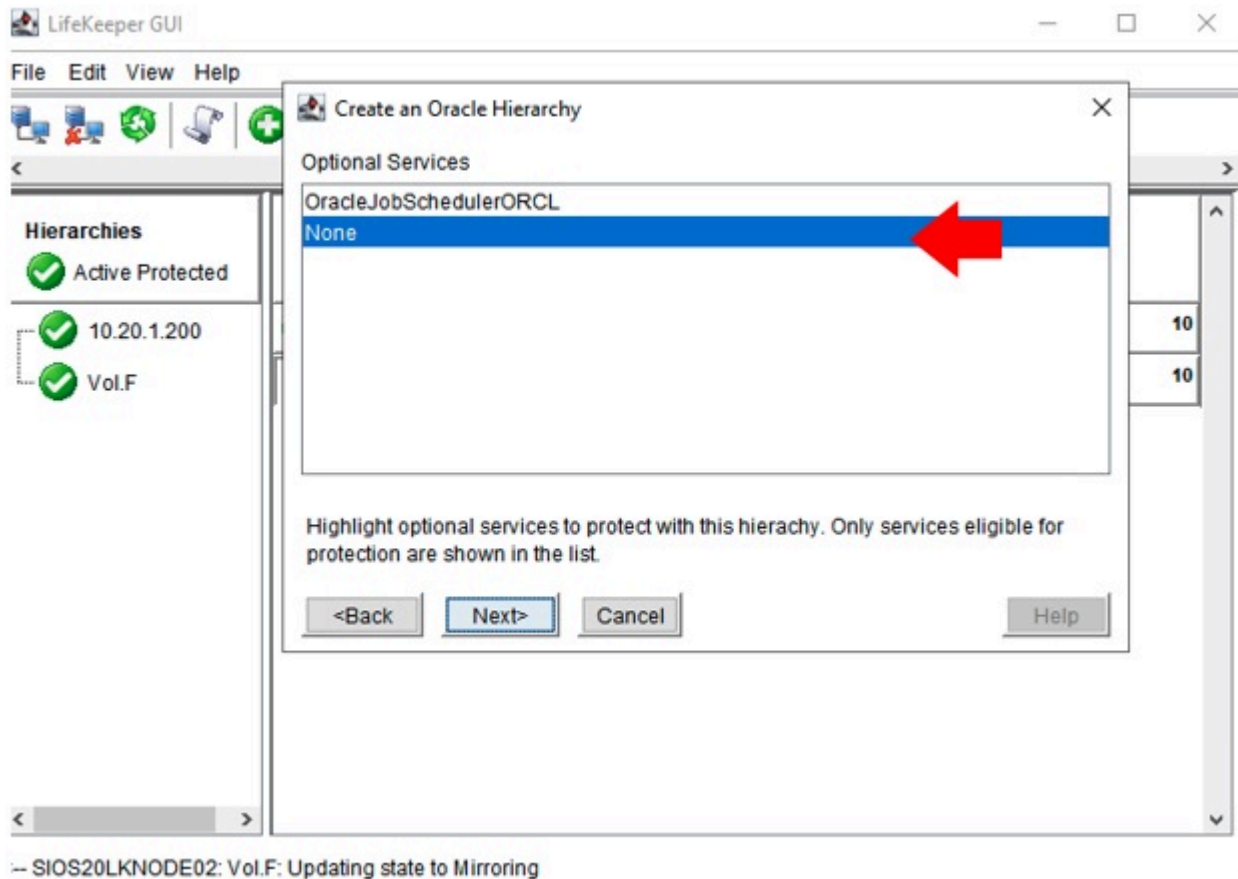 LifeKeeper GUI
File Edit View Help
Create an Oracle Hierarchy
Optional Services
OracleJobSchedulerORCL
None
Hierarchies
Active Protected
10.20.1.200
10
Vol.F
10
Highlight optional services to protect with this hierachy. Only services eligible for
protection are shown in the list.
<Back Next> Cancel Help
-- SIOS20LKNODE02: Vol.F: Updating state to Mirroring